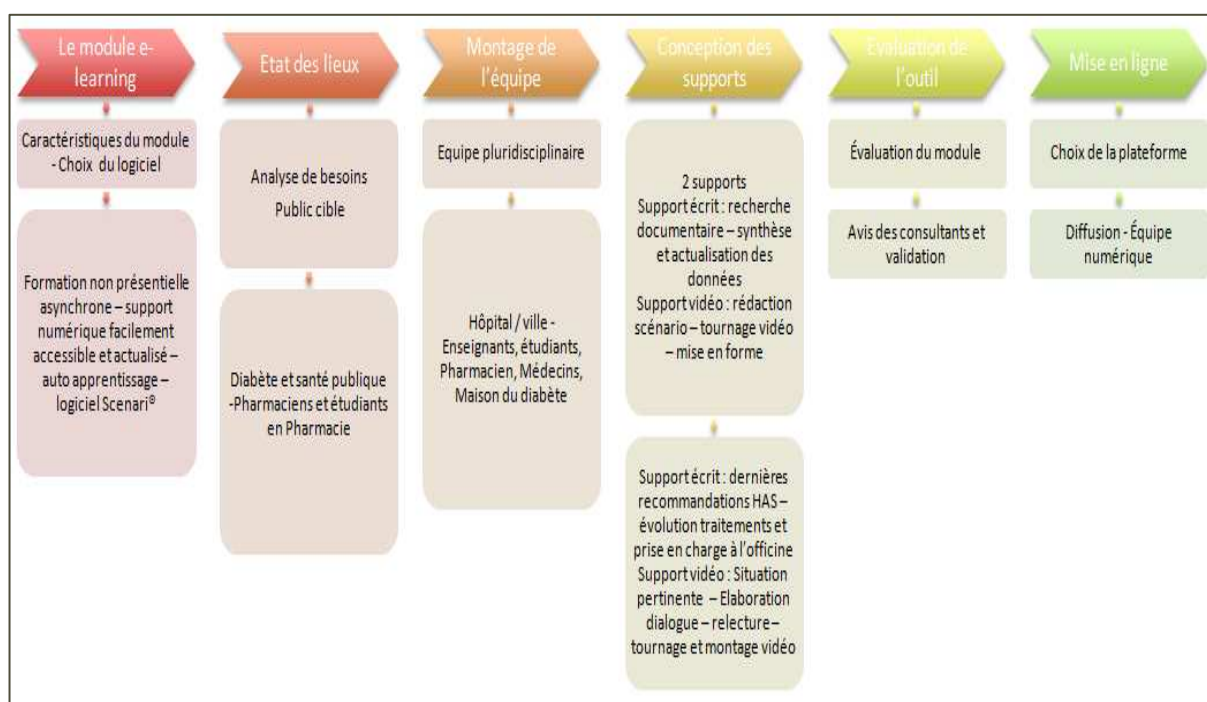 Le module e-
learning
Caractéristiques du module
- Choix du logiciel
Formation non présentielle
asynchrone – support
numérique facilement
accessible et actualisé –
auto apprentissage –
logiciel Scenari®
Etat des lieux
Analyse de besoins
Public cible
Diabète et santé publique
-Pharmaciens et étudiants
en Pharmacie
Montage de
l'équipe
Equipe pluridisciplinaire
Hôpital / ville -
Enseignants, étudiants,
Pharmacien, Médecins,
Maison du diabète
Conception des
supports
2 supports
Support écrit : recherche
documentaire – synthèse
et actualisation des
données
Support vidéo : rédaction
scénario – tournage vidéo
– mise en forme
Support écrit : dernières
recommandations HAS –
évolution traitements et
prise en charge à l'officine
Support vidéo : Situation
pertinente – Elaboration
dialogue – relecture –
tournage et montage vidéo
Evaluation de
l'outil
Évaluation du module
Avis des consultants et
validation
Mise en ligne
Choix de la plateforme
Diffusion - Équipe
numérique